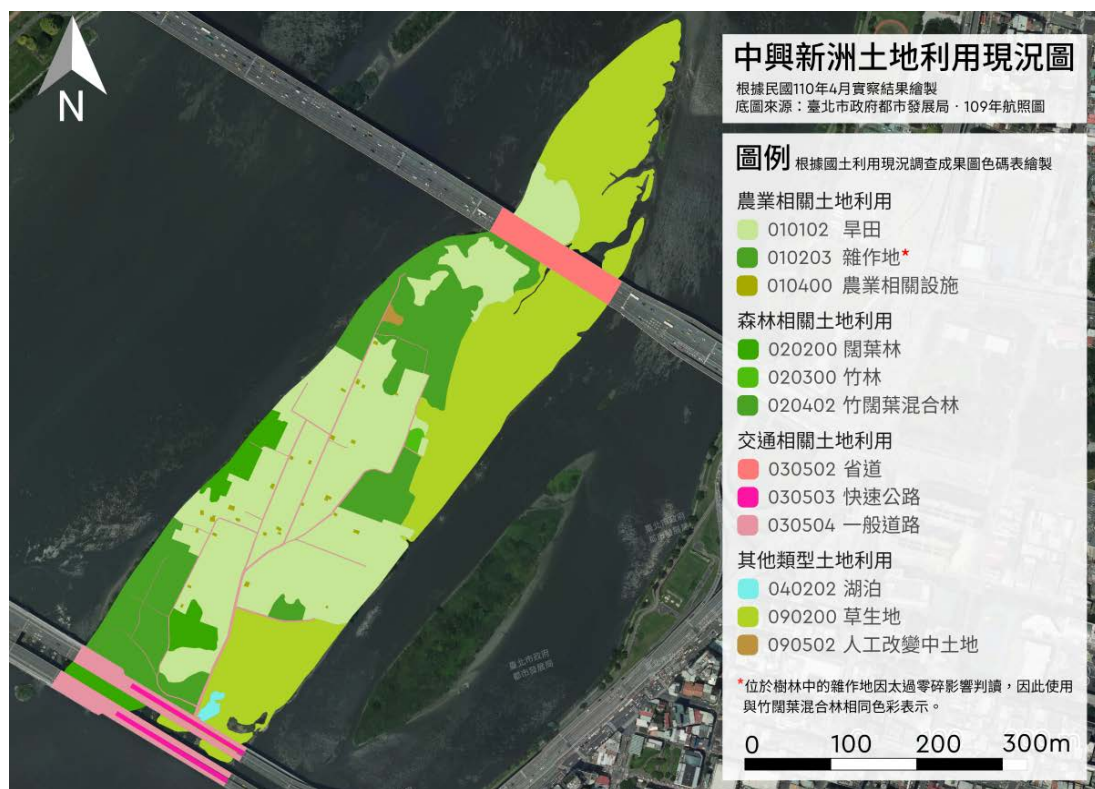 N
中興新洲土地利用現況圖
根據民國110年4月實察結果繪製
底圖來源：臺北市政府都市發展局‧109年航照圖
圖例 根據國土利用現況調查成果圖色碼表繪製
農業相關土地利用
010102 旱田
010203 雜作地*
010400 農業相關設施
森林相關土地利用
020200 闊葉林
020300 竹林
020402 竹闊葉混合林
交通相關土地利用
030502 省道
030503 快速公路
030504 一般道路
其他類型土地利用
040202 湖泊
090200 草生地
090502 人工改變中土地
*位於樹林中的雜作地因太過零碎影響判讀，因此使用
與竹闊葉混合林相同色彩表示。
0 100 200 300m
臺北市政府
都市發展局